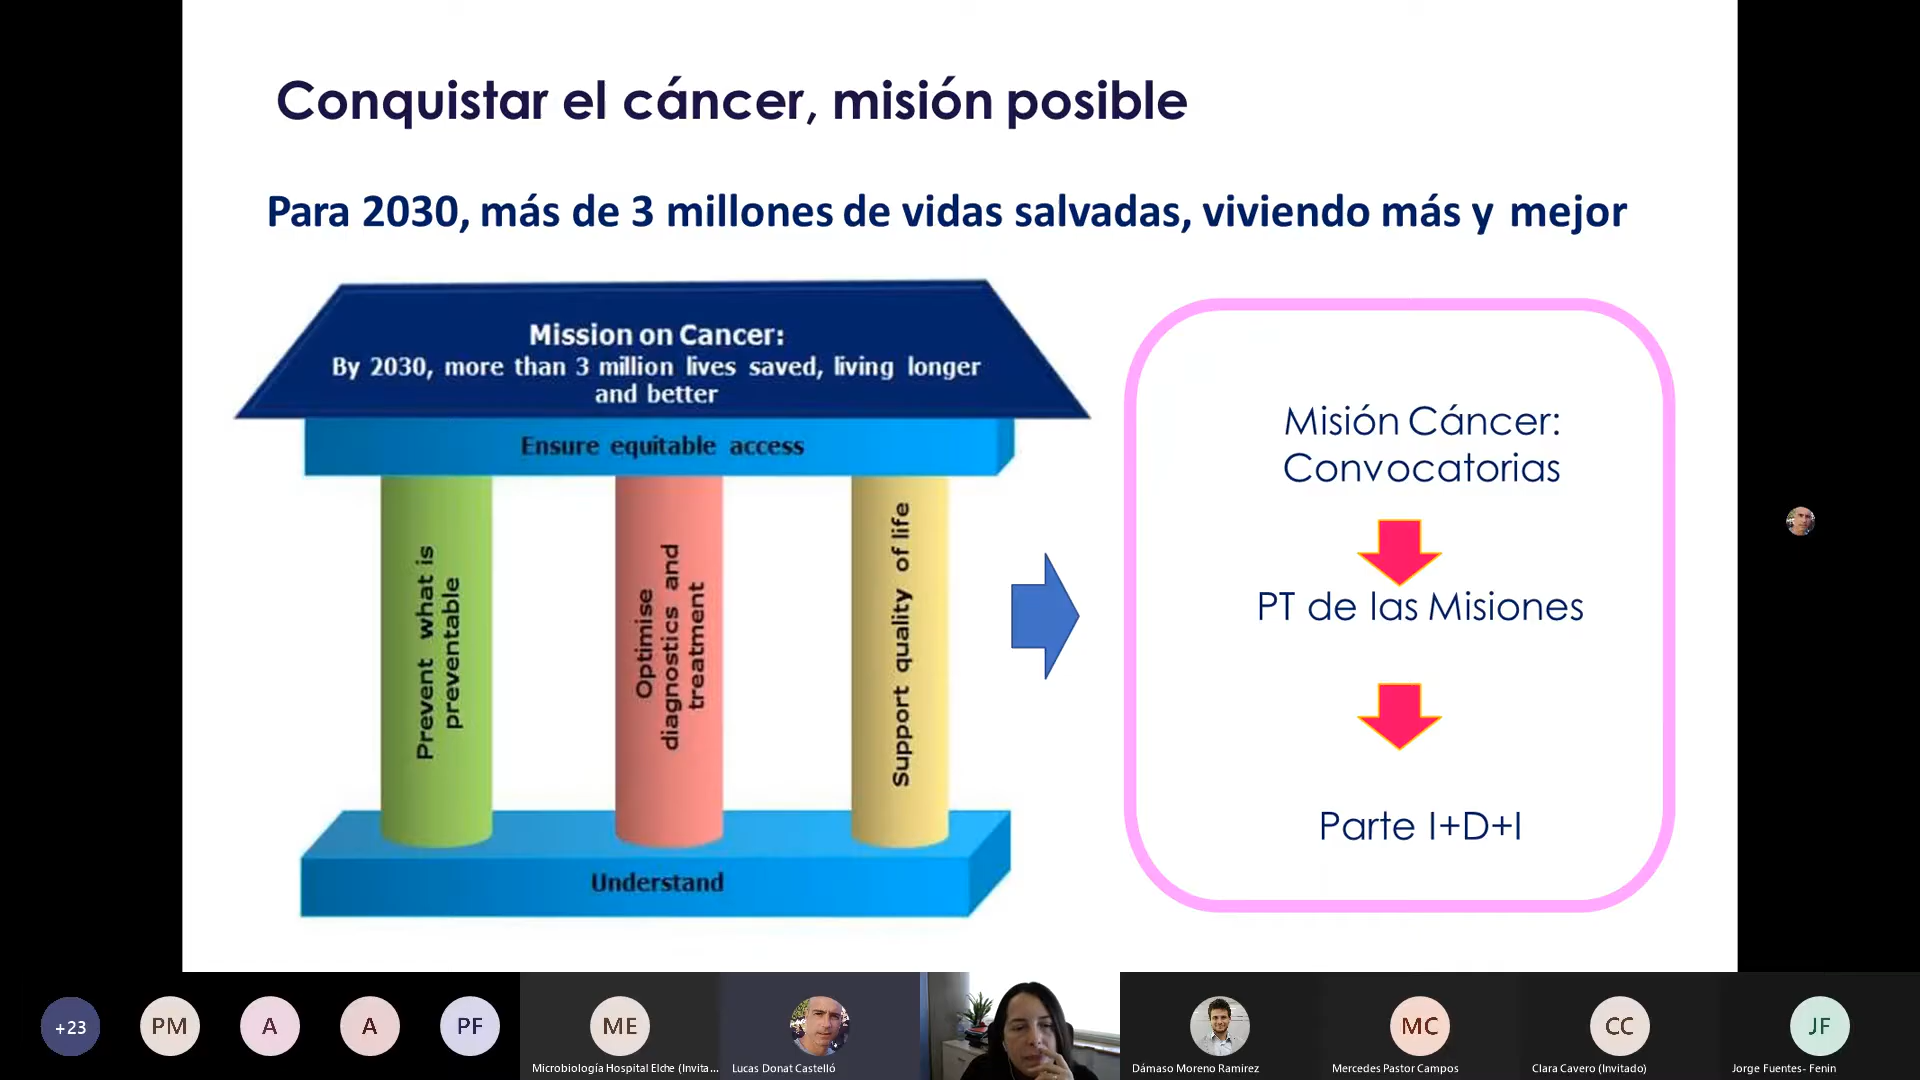 Conquistar el cáncer, misión posible
Para 2030, más de 3 millones de vidas salvadas, viviendo más y mejor
Mission on Cancer:
By 2030, more than 3 million lives saved, living longer
and better
Ensure equitable access
Prevent what is
preventable
Optimise
diagnostics and
treatment
Support quality of life
Understand
Misión Cáncer:
Convocatorias
PT de las Misiones
Parte I+D+I
+23
PM
A
A
PF
ME
Microbiología Hospital Elche (Invita...
Lucas Donat Castelló
Dámaso Moreno Ramirez
MC
Mercedes Pastor Campos
CC
Clara Cavero (Invitado)
JF
Jorge Fuentes- Fenin